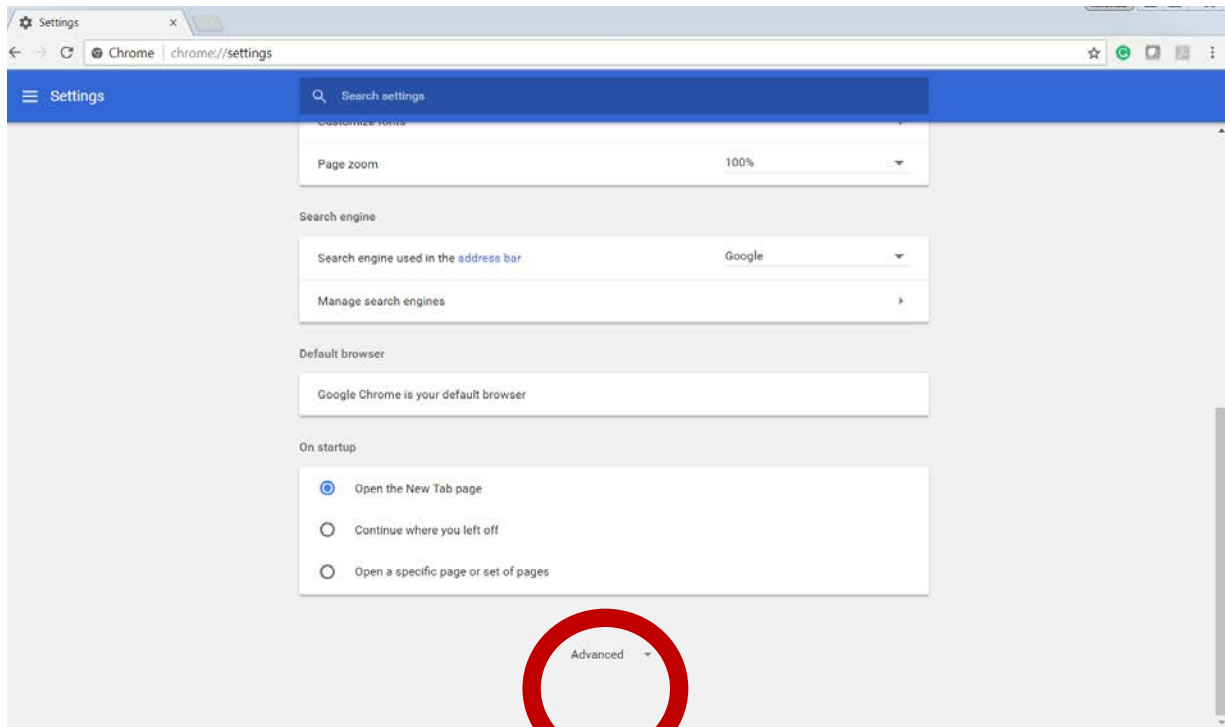 Settings
Chrome chrome://settings
Settings
Search settings
Customize fonts
Page zoom 100%
Search engine
Search engine used in the address bar Google
Manage search engines
Default browser
Google Chrome is your default browser
On startup
Open the New Tab page
Continue where you left off
Open a specific page or set of pages
Advanced